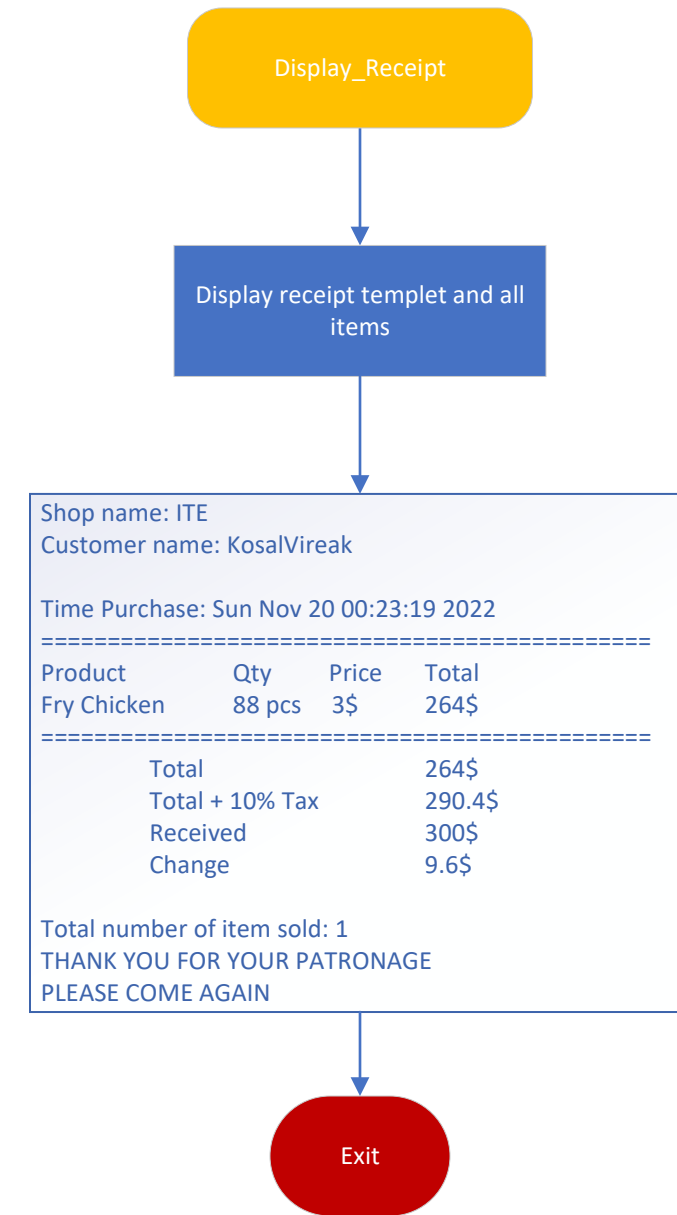 Display_Receipt
Display receipt templet and all
items
Shop name: ITE
Customer name: KosalVireak
Time Purchase: Sun Nov 20 00:23:19 2022
==============================================
Product Qty Price Total
Fry Chicken 88 pcs 3$ 264$
==============================================
Total 264$
Total + 10% Tax 290.4$
Received 300$
Change 9.6$
Total number of item sold: 1
THANK YOU FOR YOUR PATRONAGE
PLEASE COME AGAIN
Exit